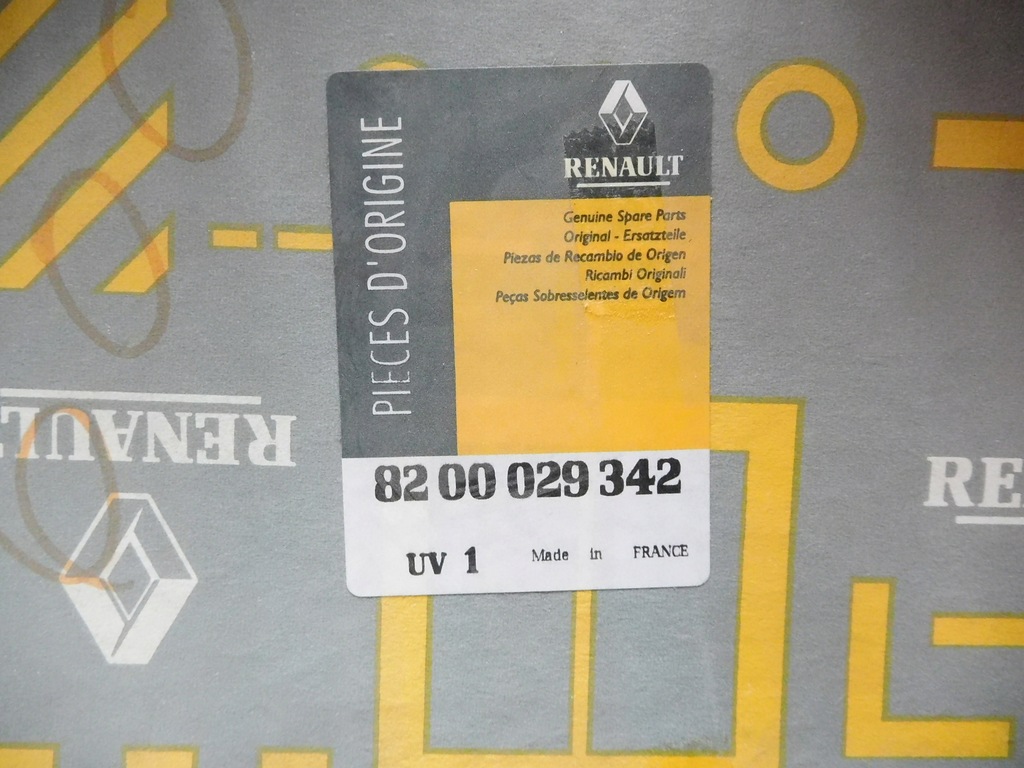 PIECES D'ORIGINE
RENAULT
Genuine Spare Parts
Original - Ersatzteile
Piezas de Recambio de Origen
Ricambi Originali
Peças Sobresselentes de Origem
82 00 029 342
UV 1 Made in FRANCE
RENAULT
RE